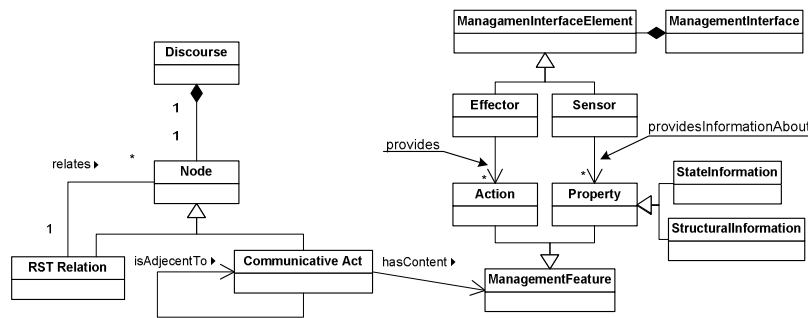 ManagamenInterfaceElement
ManagementInterface
Discourse
1
1
Effector
Sensor
provides
providesInformationAbout
relates
*
Node
*
*
Action
Property
StateInformation
StructuralInformation
1
RST Relation
isAdjecentTo
Communicative Act
hasContent
ManagementFeature